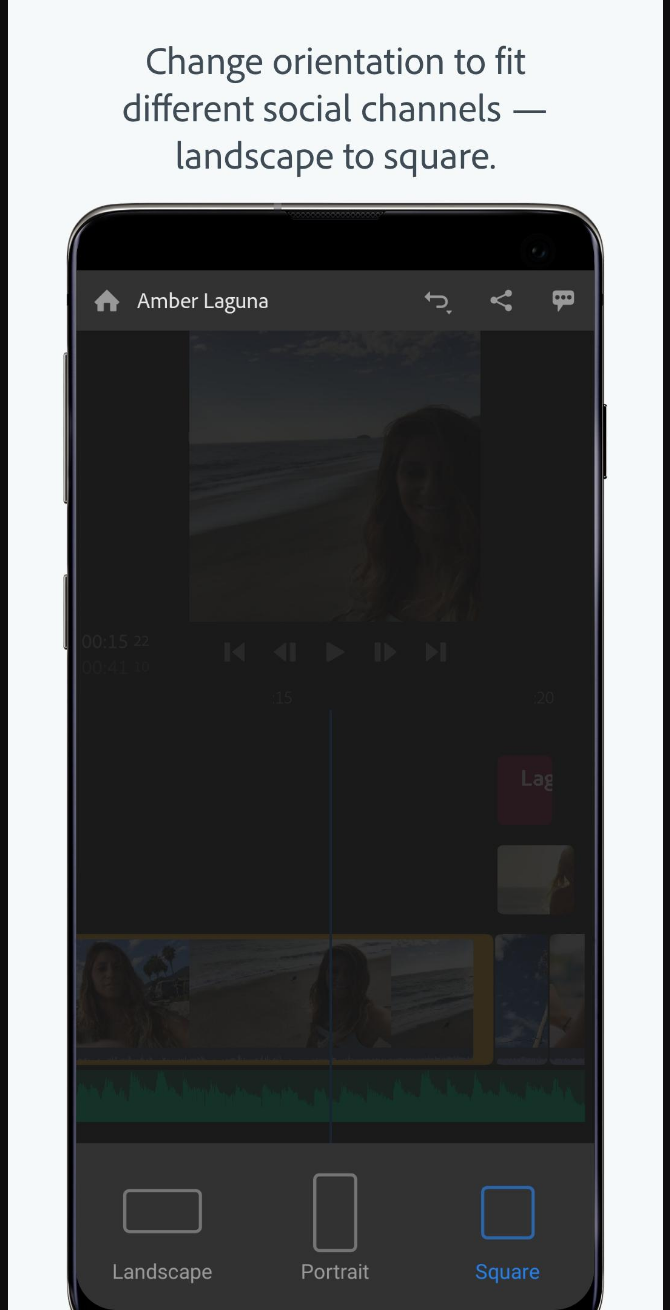 Change orientation to fit
different social channels —
landscape to square.
Amber Laguna
00:15 22
00:41 10
:15 :20
Lag
Landscape Portrait Square